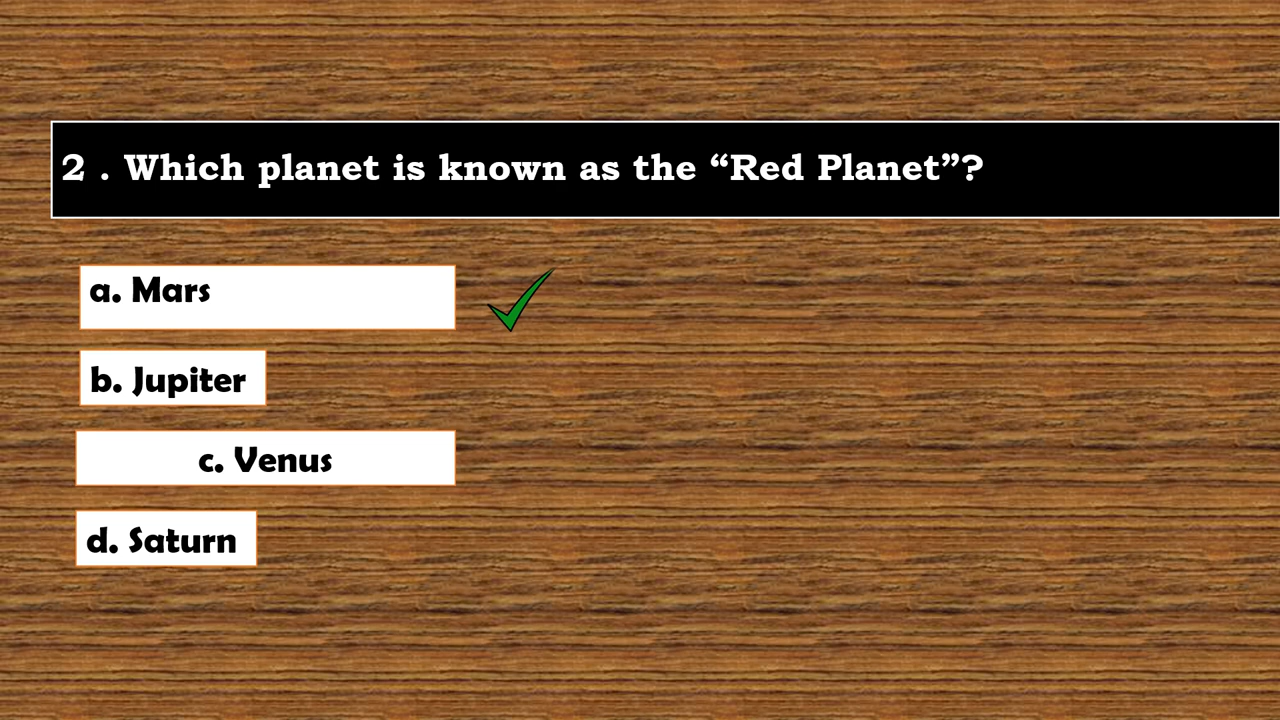 2 . Which planet is known as the “Red Planet”?
a. Mars
b. Jupiter
c. Venus
d. Saturn